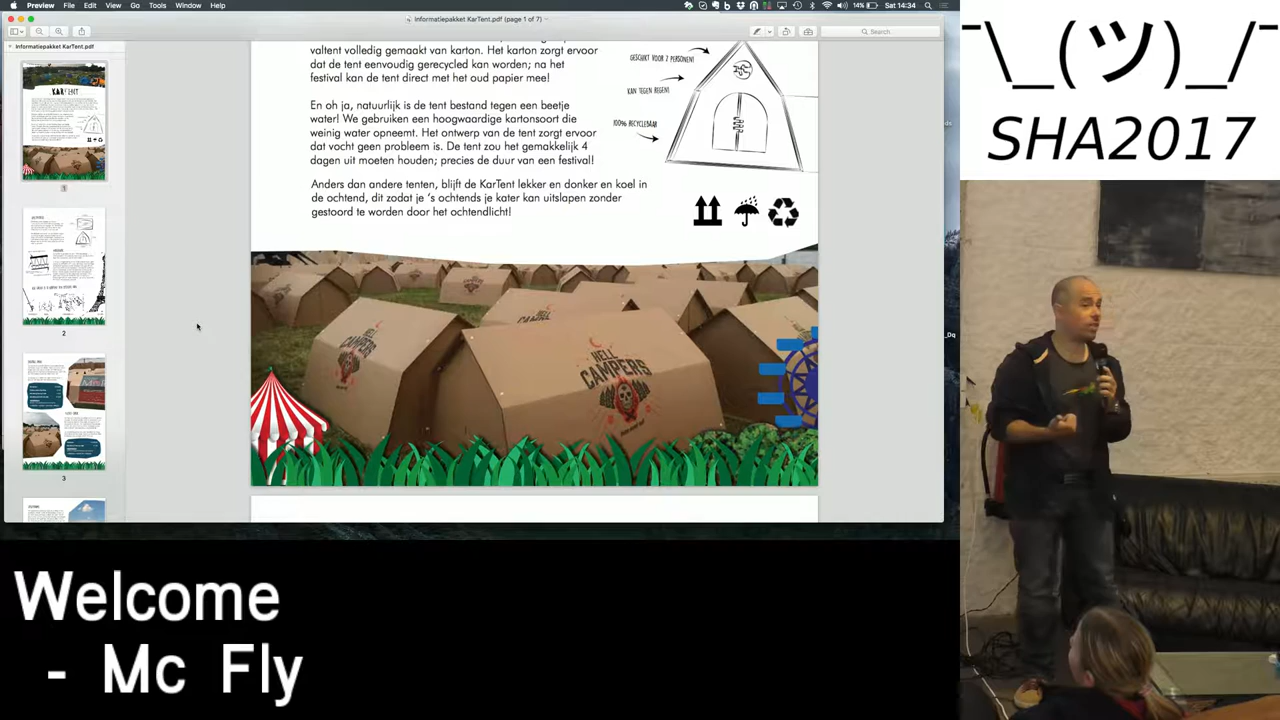 Preview File Edit View Go Tools Window Help
14% Sat 14:34
Informatiepakket KarTent.pdf (page 1 of 7)
Search
Informatiepakket KarTent.pdf
KARTENT
1
2
3
valtent volledig gemaakt van karton. Het karton zorgt ervoor
dat de tent eenvoudig gerecycled kan worden; na het
festival kan de tent direct met het oud papier mee!
En oh ja, natuurlijk is de tent bestand tegen een beetje
water! We gebruiken een hoogwaardige kartonsoort die
weinig water opneemt. Het ontwerp van de tent zorgt ervoor
dat vocht geen probleem is. De tent zou het gemakkelijk 4
dagen uit moeten houden; precies de duur van een festival!
Anders dan andere tenten, blijft de KarTent lekker en donker en koel in
de ochtend, dit zodat je 's ochtends je kater kan uitslapen zonder
gestoord te worden door het ochtendlicht!
GESCHIKT VOOR 2 PERSONEN!
KAN TEGEN REGEN!
100% RECYCLEBAAR
HELL
CAMPERS
¯\_(ツ)_/¯
SHA2017
Welcome
- Mc Fly